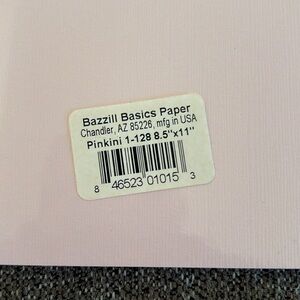 Bazzill Basics Paper
Chandler, AZ 85226, mfg in USA
Pinkini 1-128 8.5"x11"
8 46523 01015 3